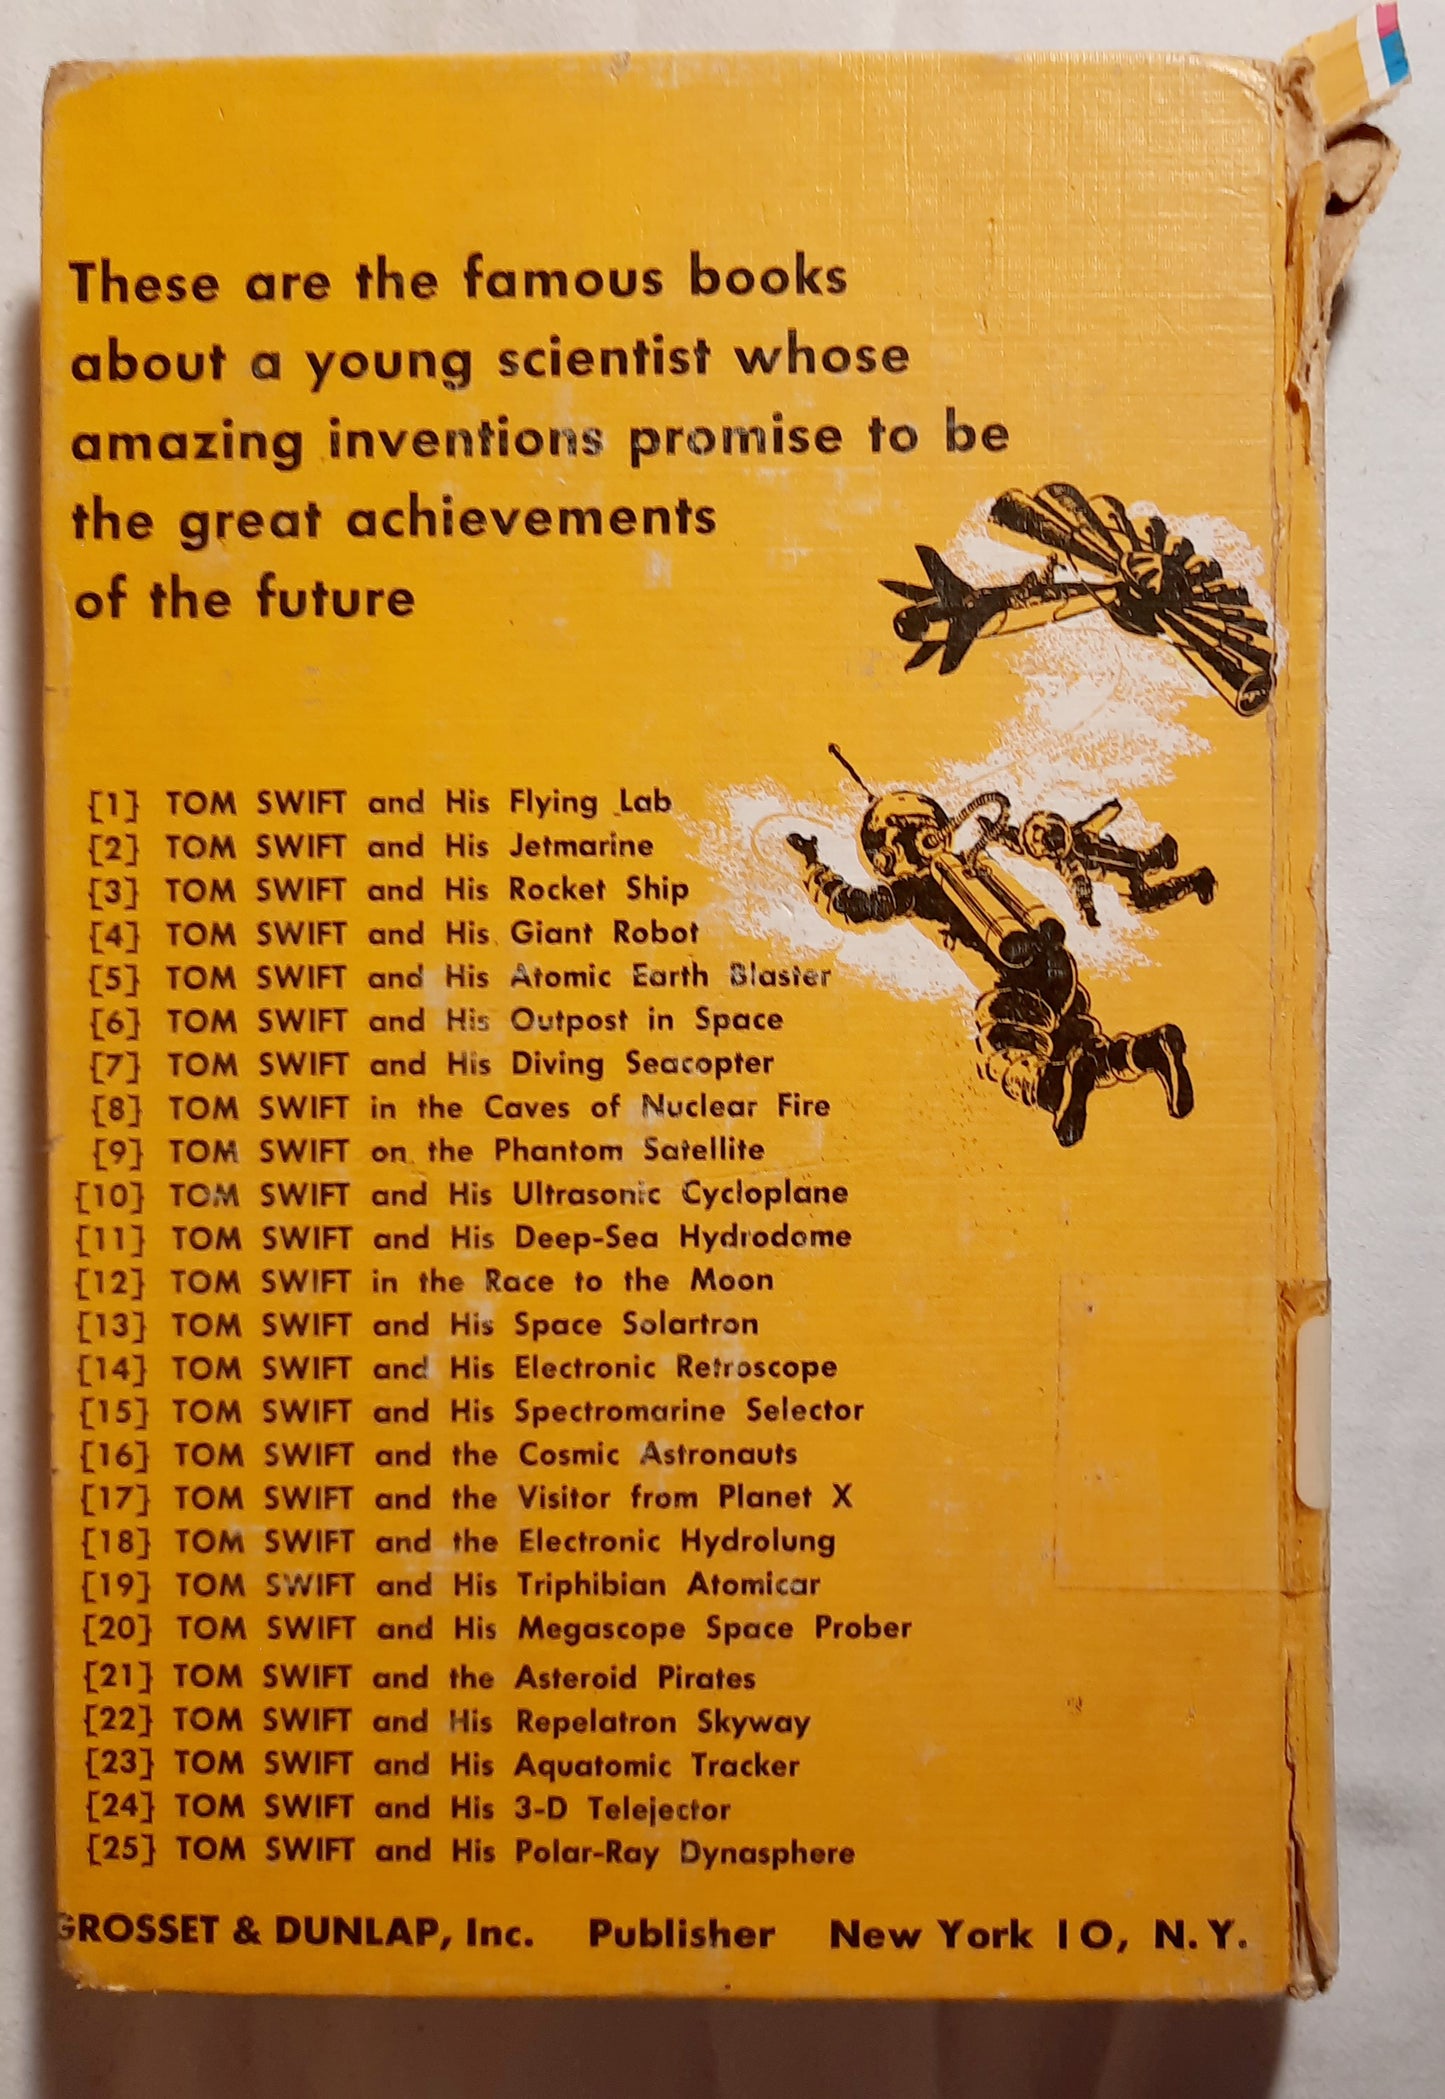 These are the famous books
about a young scientist whose
amazing inventions promise to be
the great achievements
of the future
{1} TOM SWIFT and His Flying Lab
{2} TOM SWIFT and His Jetmarine
{3} TOM SWIFT and His Rocket Ship
{4} TOM SWIFT and His Giant Robot
{5} TOM SWIFT and His Atomic Earth Blaster
{6} TOM SWIFT and His Outpost in Space
{7} TOM SWIFT and His Diving Seacopter
{8} TOM SWIFT in the Caves of Nuclear Fire
{9} TOM SWIFT on the Phantom Satellite
{10} TOM SWIFT and His Ultrasonic Cycloplane
{11} TOM SWIFT and His Deep-Sea Hydrodome
{12} TOM SWIFT in the Race to the Moon
{13} TOM SWIFT and His Space Solartron
{14} TOM SWIFT and His Electronic Retroscope
{15} TOM SWIFT and His Spectromarine Selector
{16} TOM SWIFT and the Cosmic Astronauts
{17} TOM SWIFT and the Visitor from Planet X
{18} TOM SWIFT and the Electronic Hydrolung
{19} TOM SWIFT and His Triphibian Atomicar
{20} TOM SWIFT and His Megascope Space Prober
{21} TOM SWIFT and the Asteroid Pirates
{22} TOM SWIFT and His Repelatron Skyway
{23} TOM SWIFT and His Aquatomic Tracker
{24} TOM SWIFT and His 3-D Telejector
{25} TOM SWIFT and His Polar-Ray Dynasphere
GROSSET & DUNLAP, Inc. Publisher New York 10, N.Y.